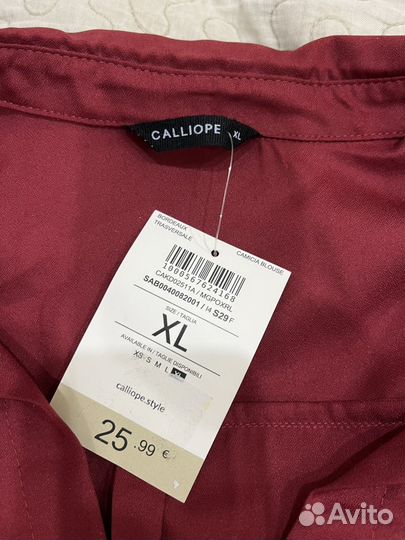 CALLIOPE XL
BORDEAUX
TRASVERSALE
CAMICIA BLOUSE
1000567624168
CAKD02511A / MGPOXRL
SAB0040082001 / I4 S29 F
SIZE / TAGLIA
XL
AVAILABLE IN / TAGLIE DISPONIBILI
XS S M L XL
calliope.style
25.99 €
Avito